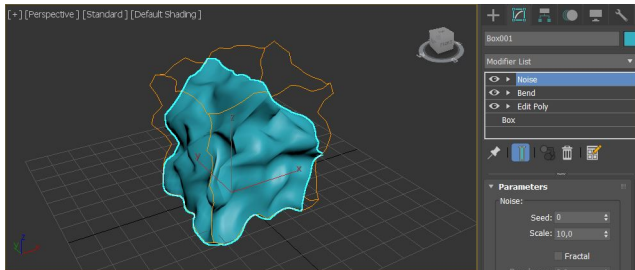 [+] [Perspective] [Standard] [Default Shading]
Box001
Modifier List
Noise
Bend
Edit Poly
Box
Parameters
Noise:
Seed: 0
Scale: 10,0
Fractal
z
x
y
z
x